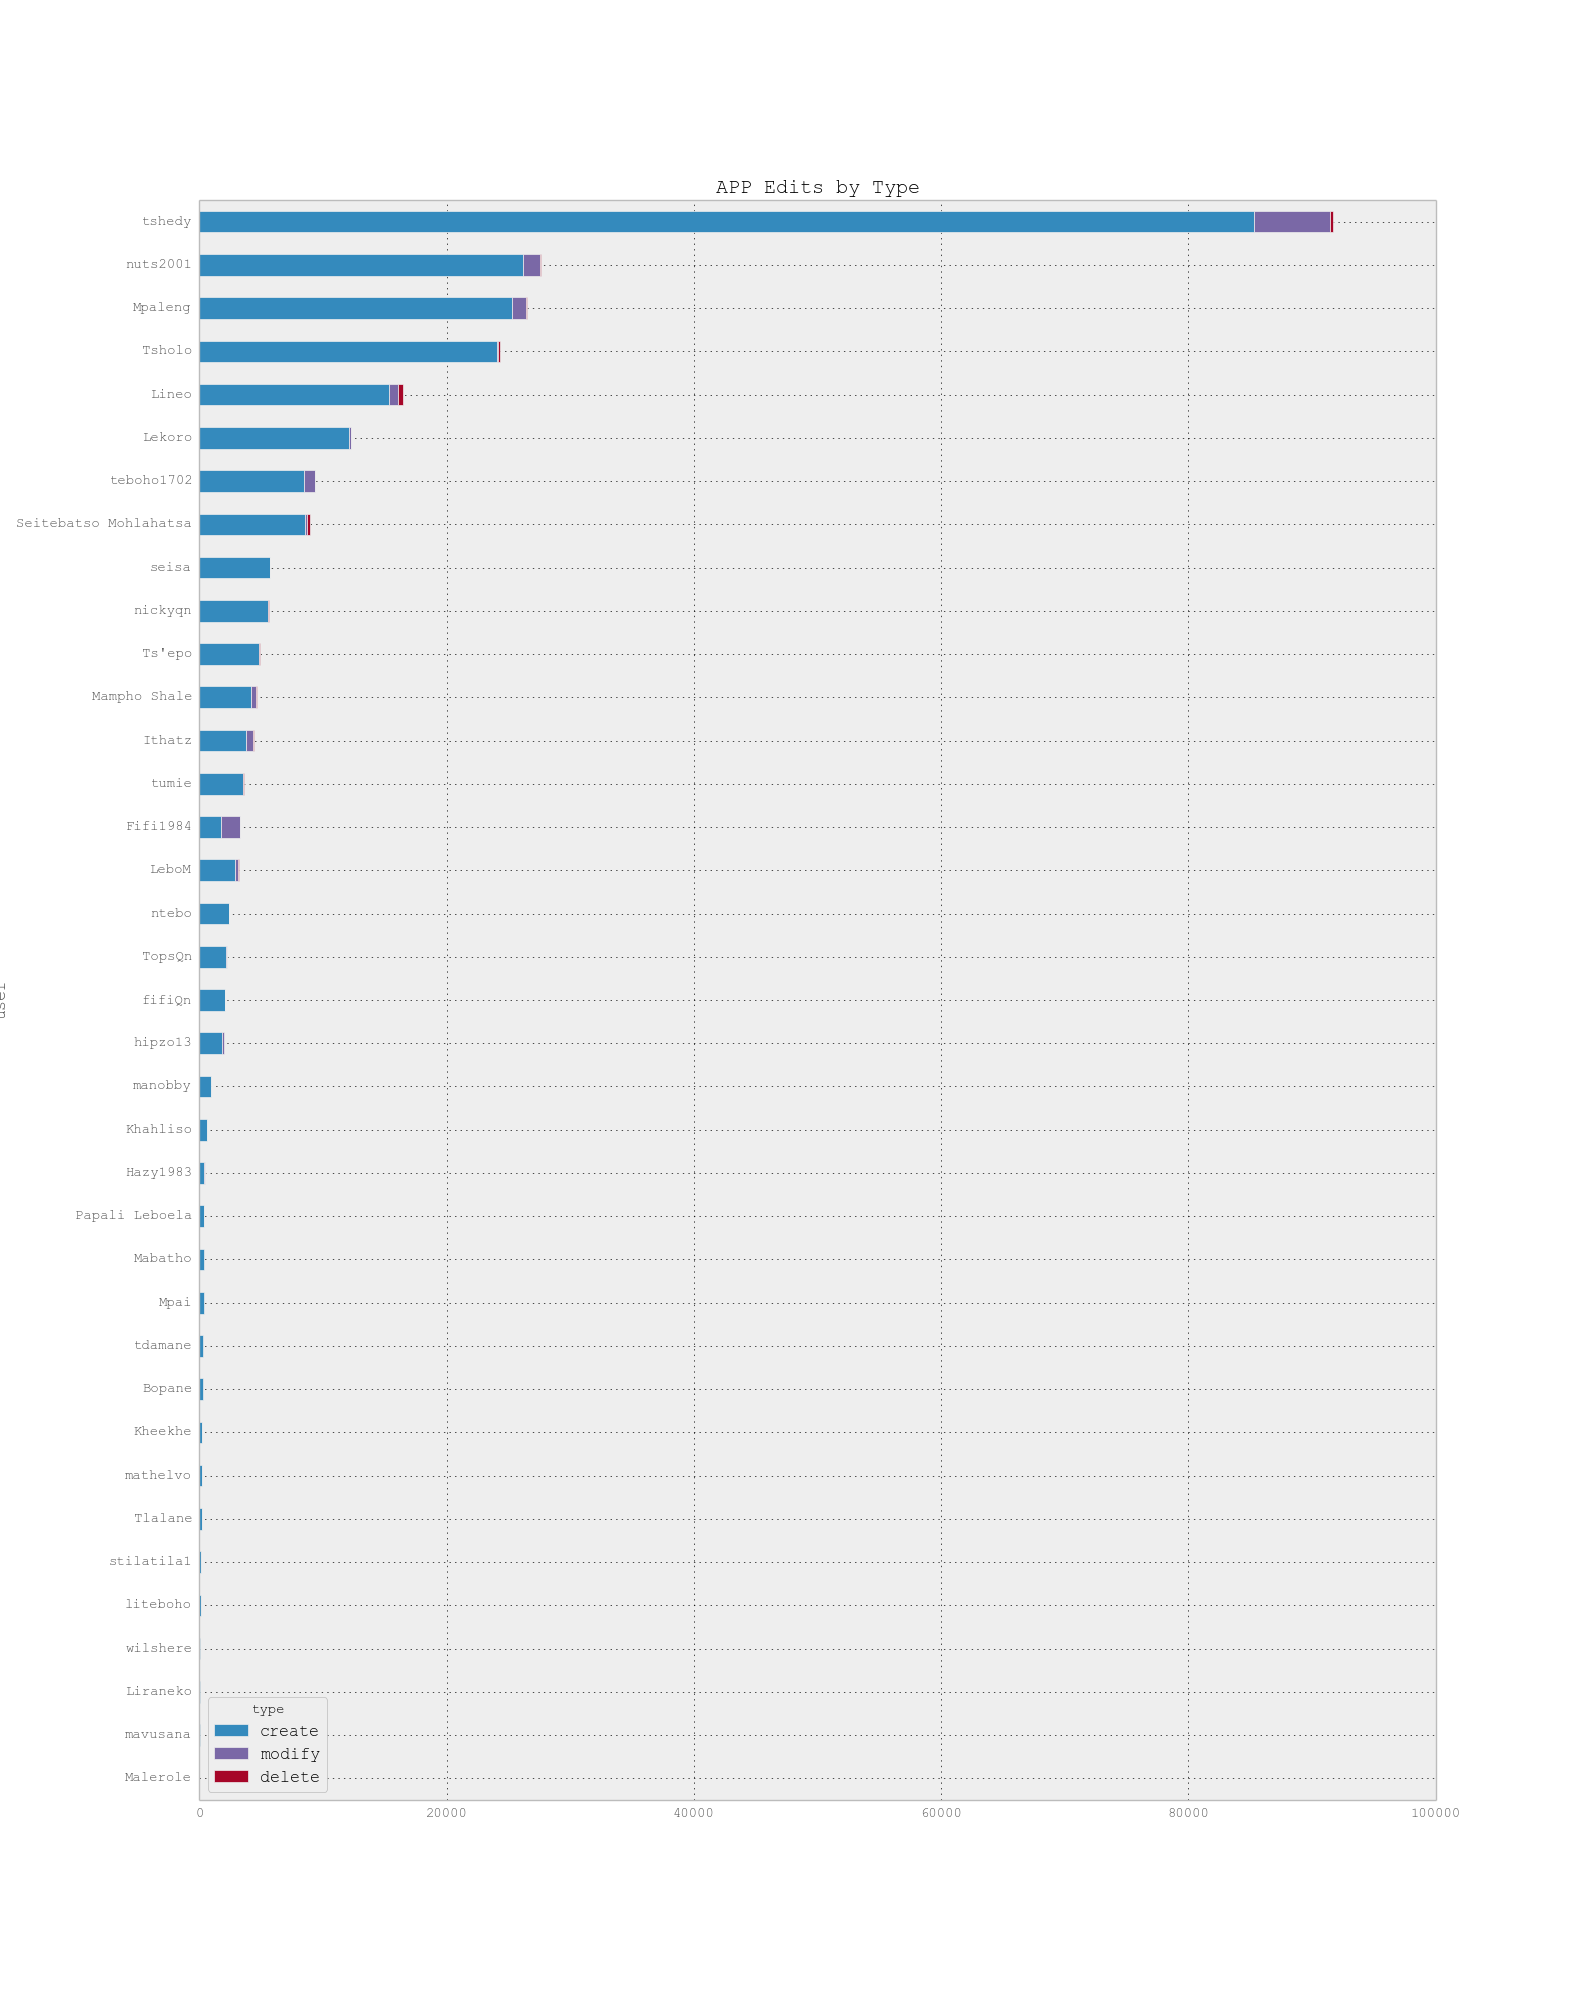 APP Edits by Type
tshedy
nuts2001
Mpaleng
Tsholo
Lineo
Lekoro
teboho1702
Seitebatso Mohlahatsa
seisa
nickyqn
Ts'epo
Mampho Shale
Ithatz
tumie
Fifi1984
LeboM
ntebo
TopsQn
fifiQn
hipzo13
manobby
Khahliso
Hazy1983
Papali Leboela
Mabatho
Mpai
tdamane
Bopane
Kheekhe
mathelvo
Tlalane
stilatila1
liteboho
wilshere
Liraneko
mavusana
Malerole
user
type
create
modify
delete
0 20000 40000 60000 80000 100000